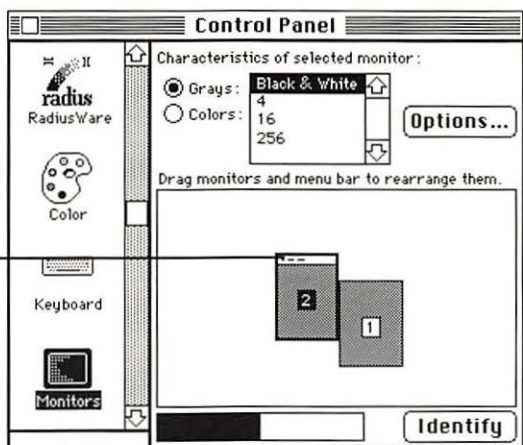 Control Panel
radius
RadiusWare
Color
Keyboard
Monitors
Characteristics of selected monitor:
Grays:
Colors:
Black & White
4
16
256
Options...
Drag monitors and menu bar to rearrange them.
2
1
Identify